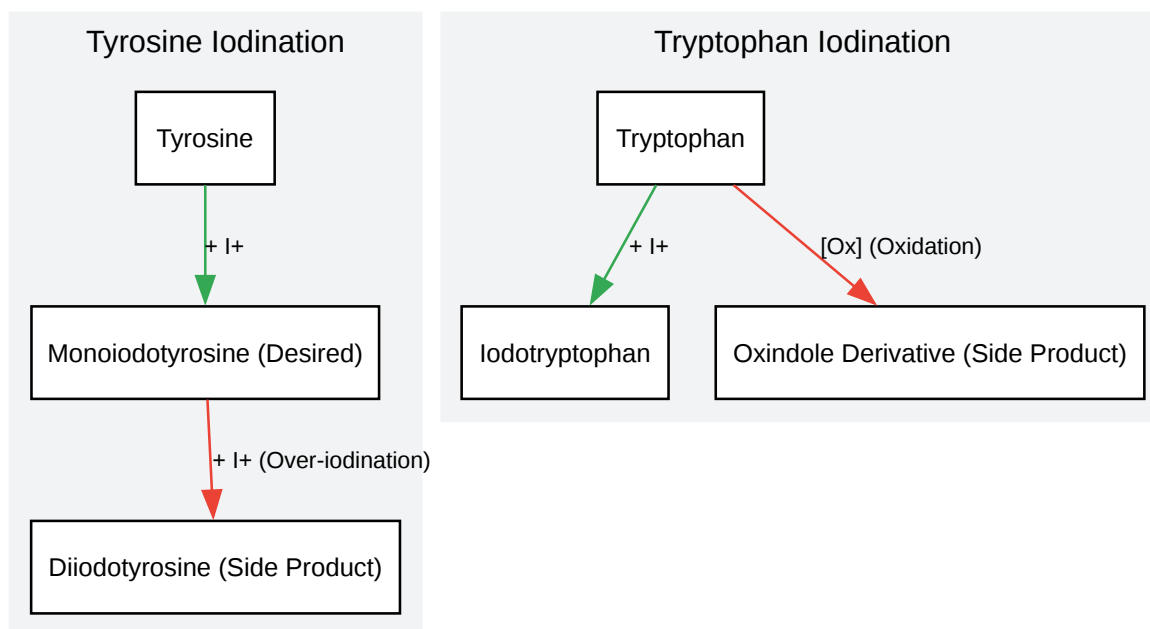 Tyrosine Iodination
Tyrosine
+ I+
Monoiodotyrosine (Desired)
+ I+ (Over-iodination)
Diiodotyrosine (Side Product)
Tryptophan Iodination
Tryptophan
+ I+
[Ox] (Oxidation)
Iodotryptophan
Oxindole Derivative (Side Product)